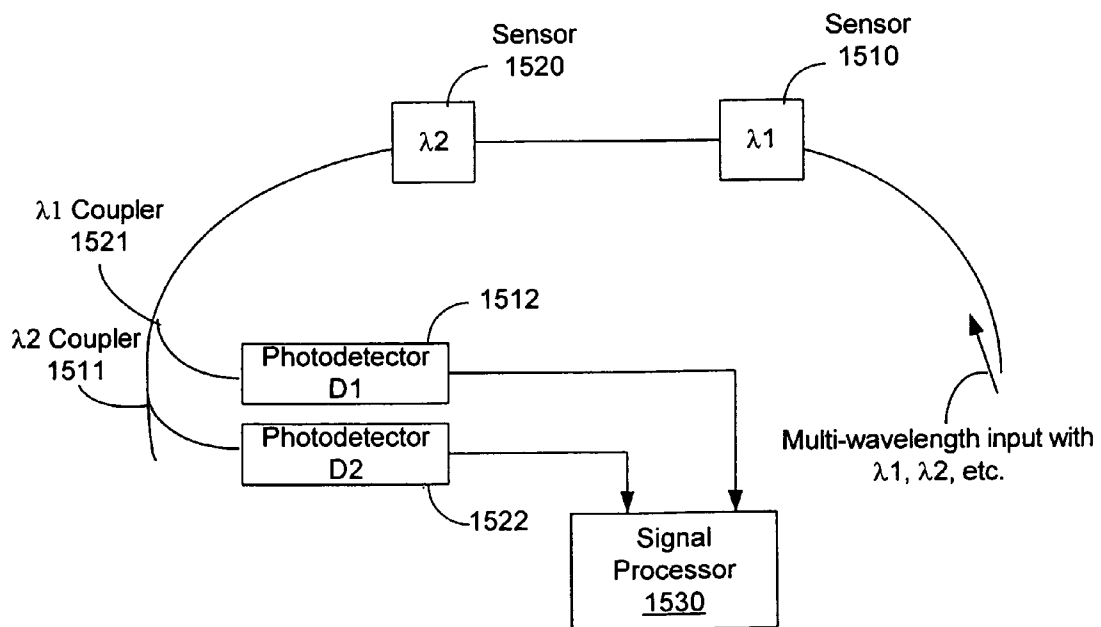 Sensor
1520
Sensor
1510
λ2
λ1
λ1 Coupler
1521
λ2 Coupler
1511
1512
Photodetector
D1
Photodetector
D2
1522
Multi-wavelength input with
λ1, λ2, etc.
Signal
Processor
1530